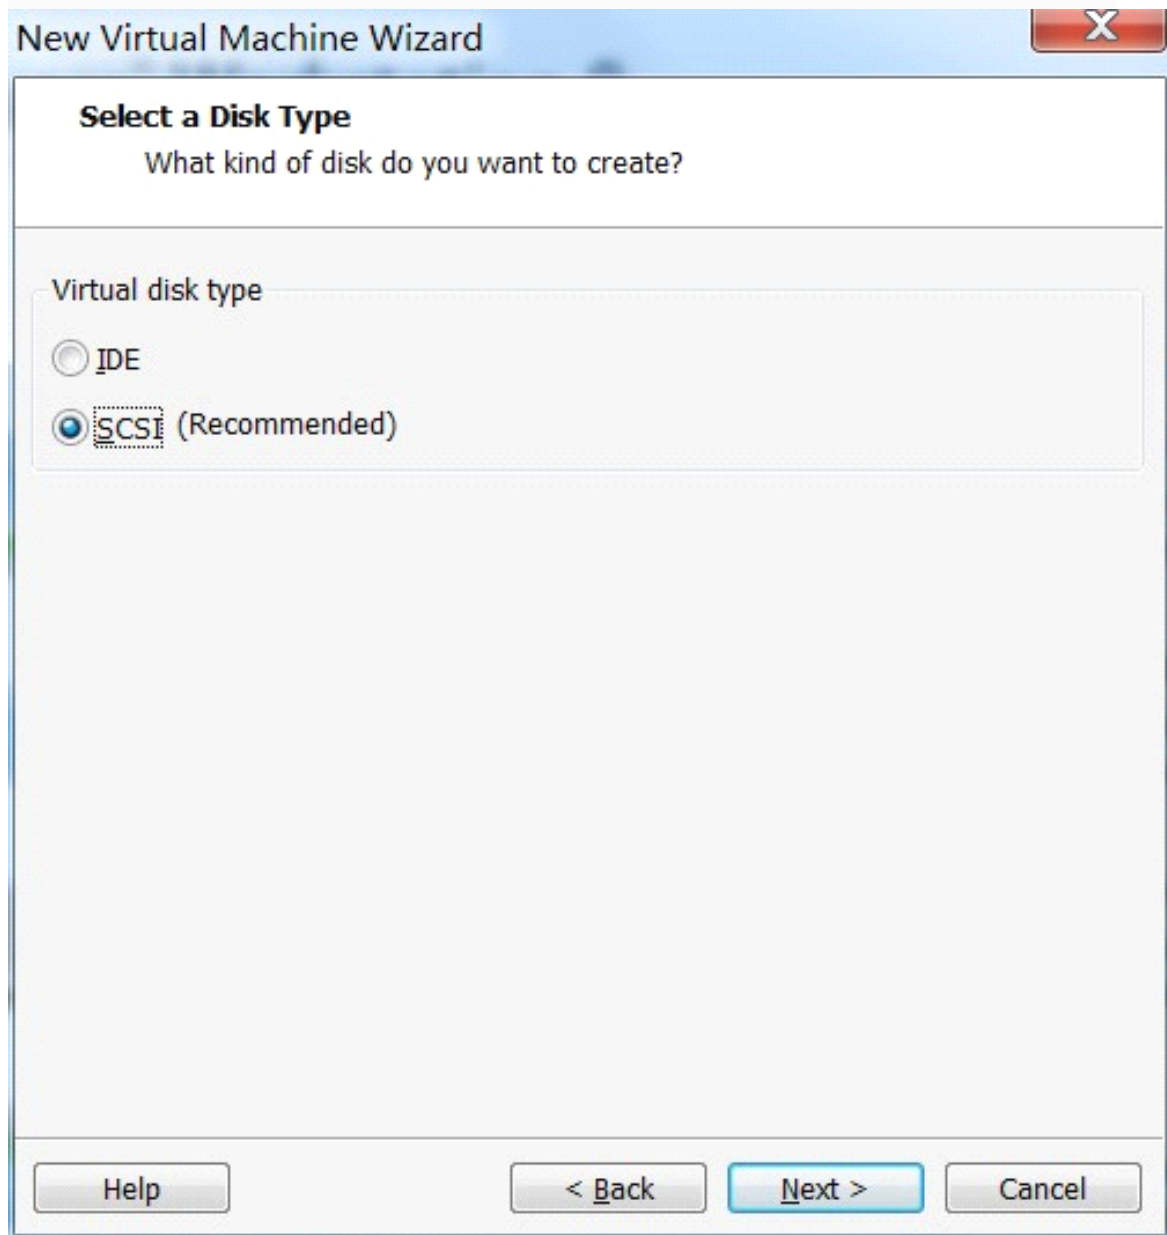 New Virtual Machine Wizard
Select a Disk Type
What kind of disk do you want to create?
Virtual disk type
IDE
SCSI (Recommended)
Help
< Back
Next >
Cancel